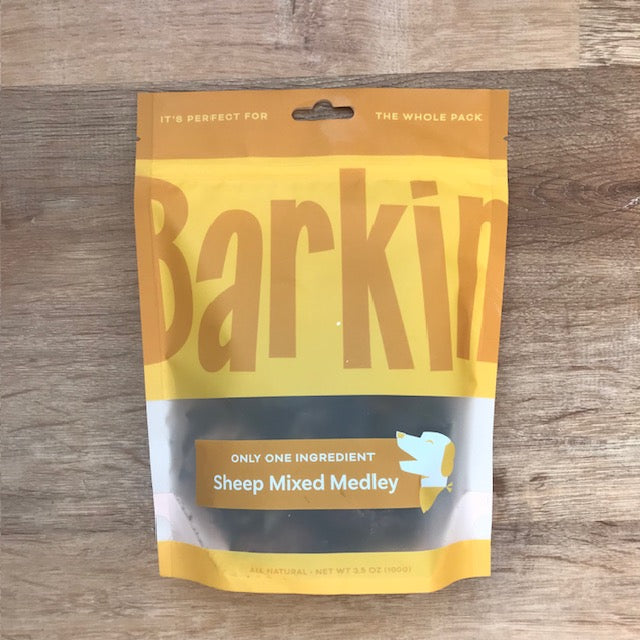 IT'S PERFECT FOR THE WHOLE PACK
Barkin
ONLY ONE INGREDIENT
Sheep Mixed Medley
ALL NATURAL • NET WT 3.5 OZ (100G)